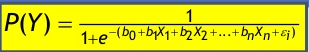 P(Y) = 1 / 1+e^−(b₀+b₁X₁+b₂X₂+...+bₙXₙ+εᵢ)